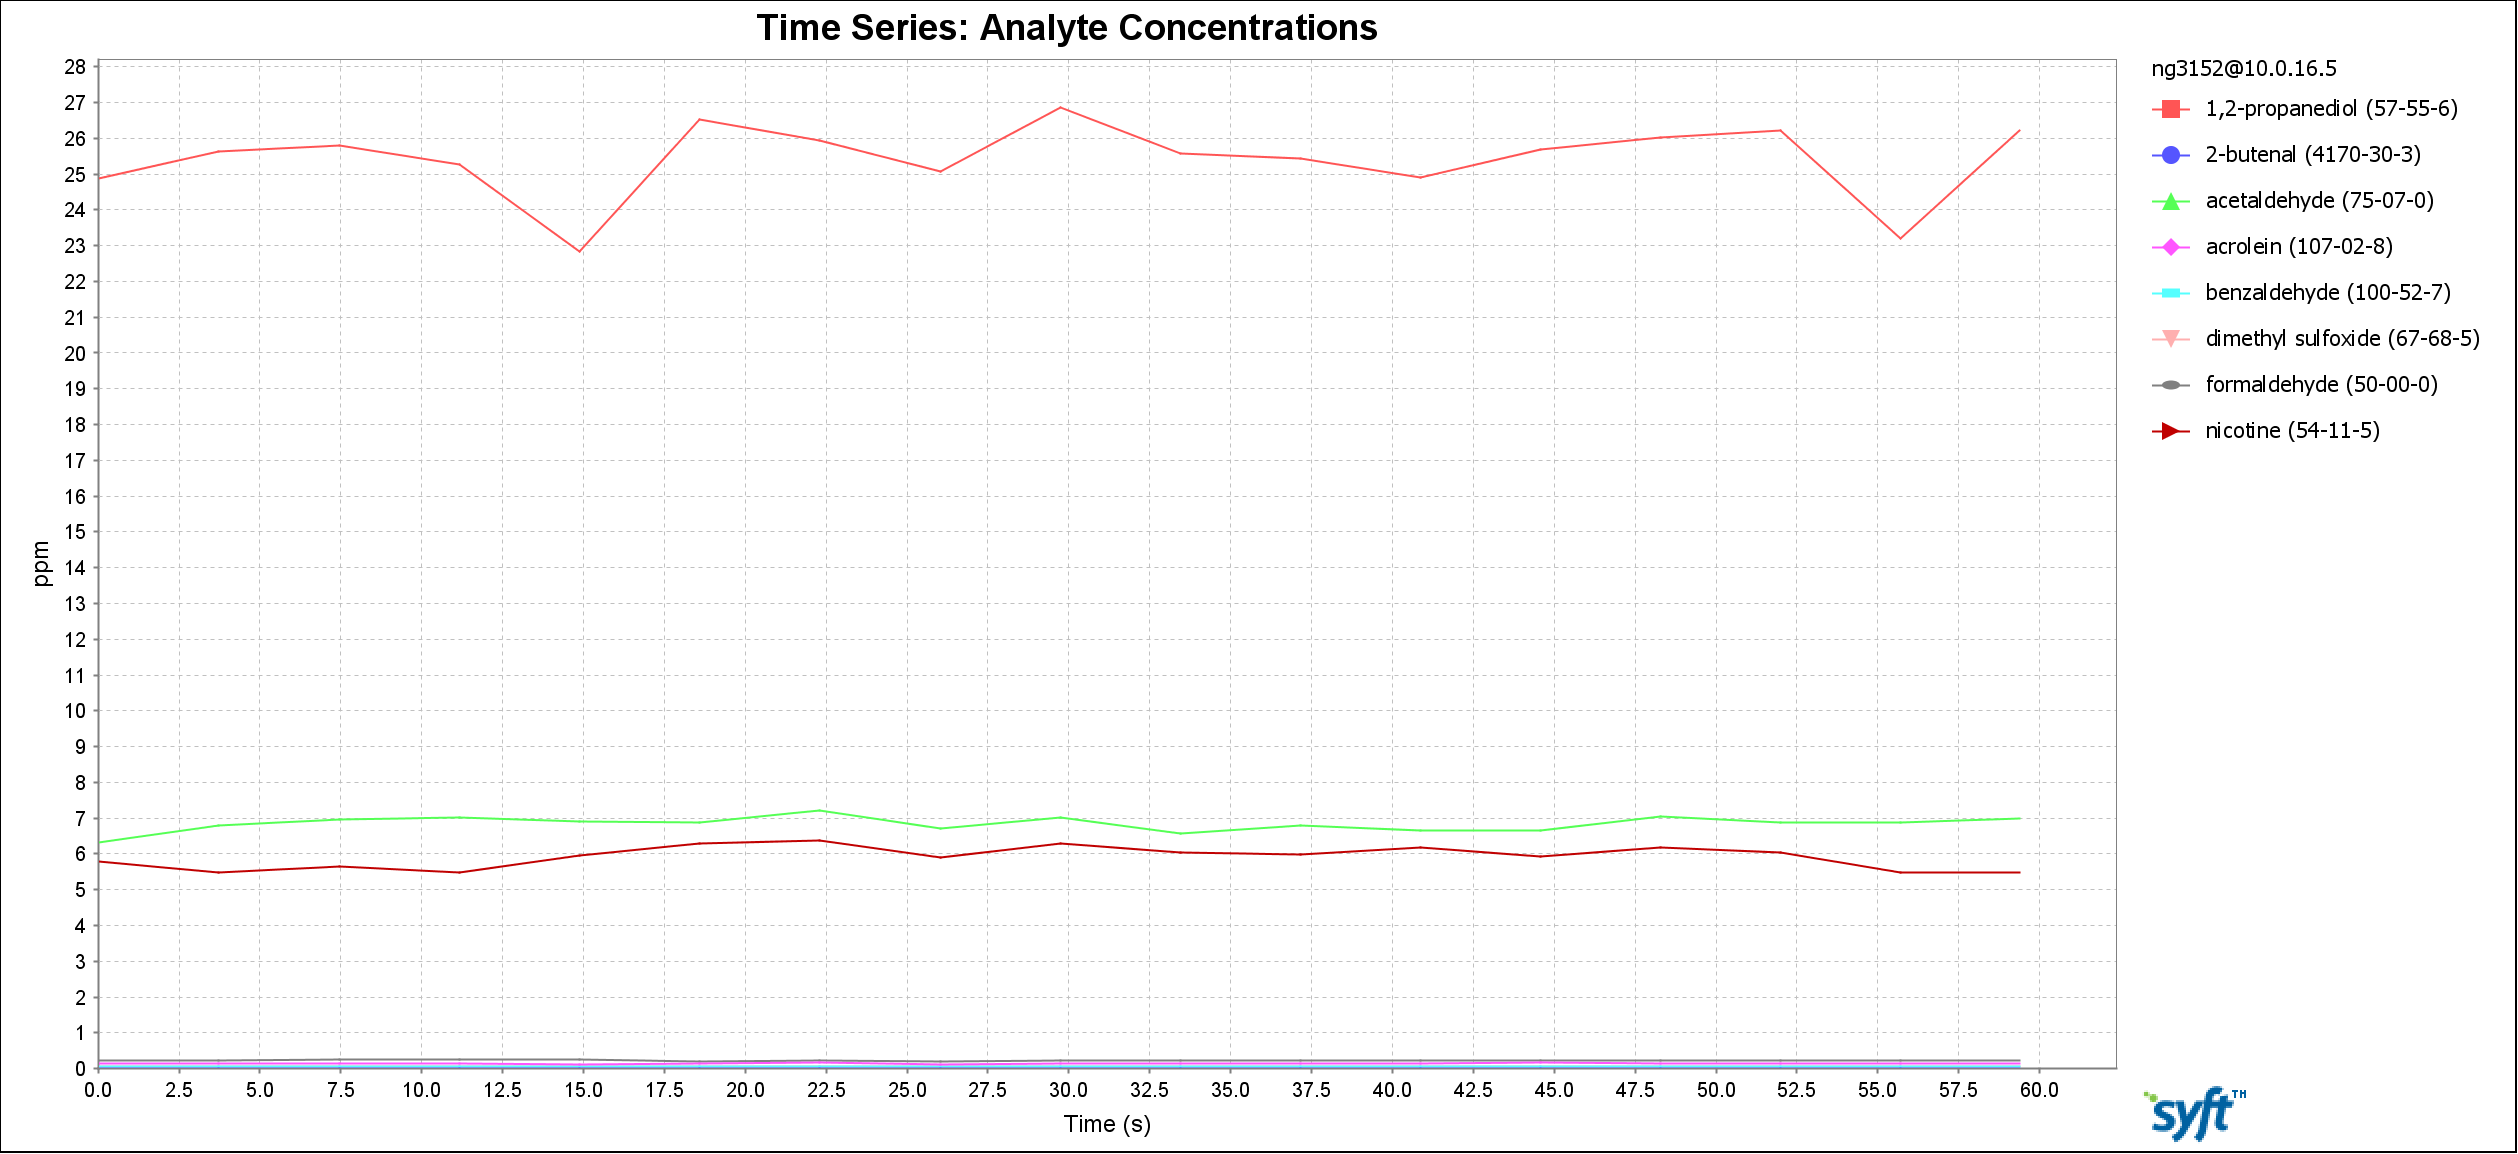 Time Series: Analyte Concentrations
28
27
26
25
24
23
22
21
20
19
18
17
16
15
14
13
12
11
10
9
8
7
6
5
4
3
2
1
0
ppm
0.0 2.5 5.0 7.5 10.0 12.5 15.0 17.5 20.0 22.5 25.0 27.5 30.0 32.5 35.0 37.5 40.0 42.5 45.0 47.5 50.0 52.5 55.0 57.5 60.0
Time (s)
ng3152@10.0.16.5
1,2-propanediol (57-55-6)
2-butenal (4170-30-3)
acetaldehyde (75-07-0)
acrolein (107-02-8)
benzaldehyde (100-52-7)
dimethyl sulfoxide (67-68-5)
formaldehyde (50-00-0)
nicotine (54-11-5)
syft™